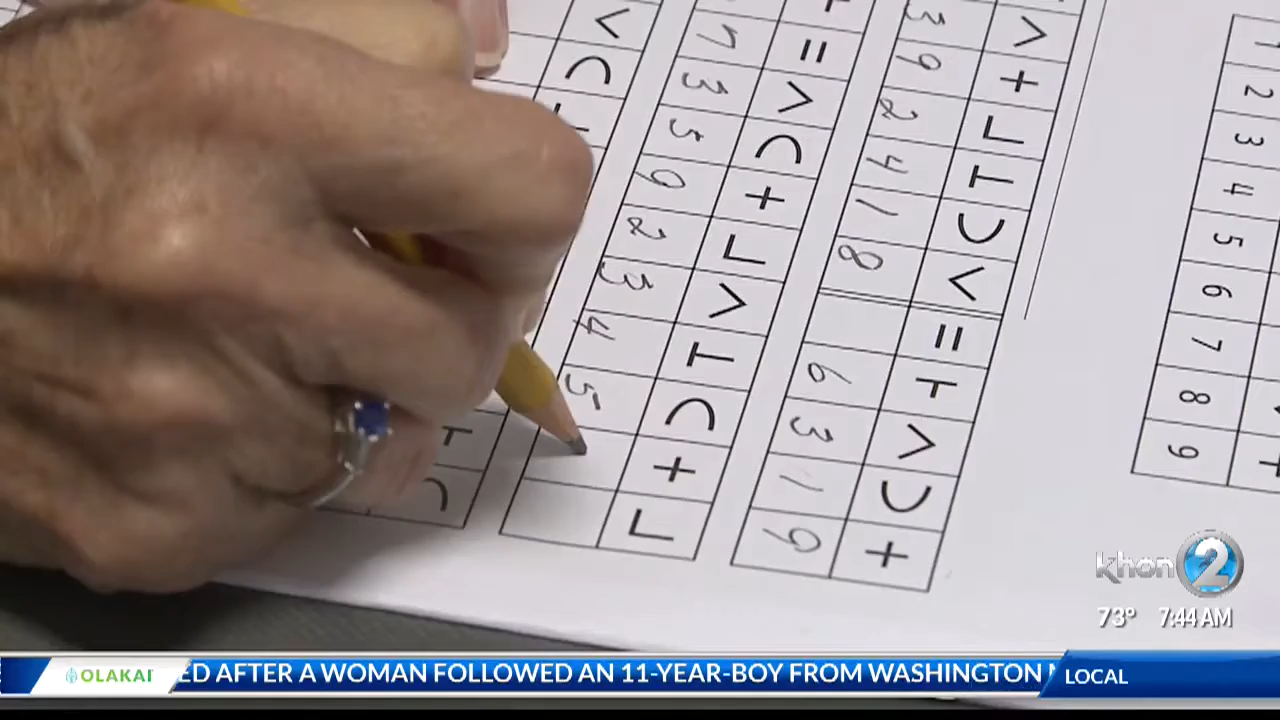 1 2 3 4 5 6 7 8 9
3 9 2 4 1 8 6 3 1 9
7 3 5 9 2 3 4 5
khon 2
73° 7:44 AM
OLAKAI
ED AFTER A WOMAN FOLLOWED AN 11-YEAR-BOY FROM WASHINGTON
LOCAL